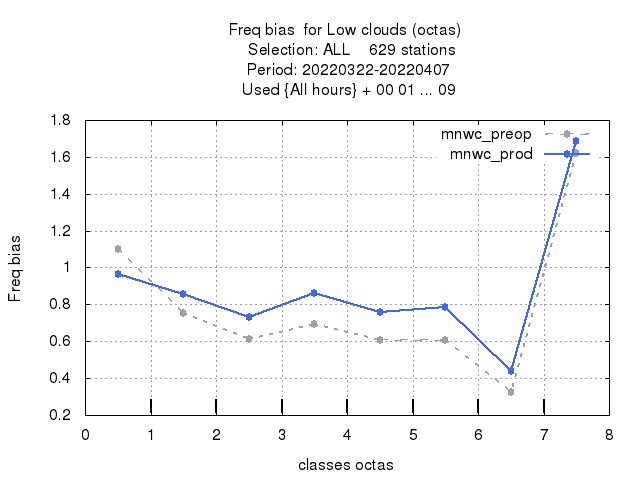 Freq bias  for Low clouds (octas)
Selection: ALL    629 stations
Period: 20220322-20220407
Used {All hours} + 00 01 ... 09
mnwc_preop
mnwc_prod
Freq bias
1.8
1.6
1.4
1.2
1
0.8
0.6
0.4
0.2
0 1 2 3 4 5 6 7 8
classes octas